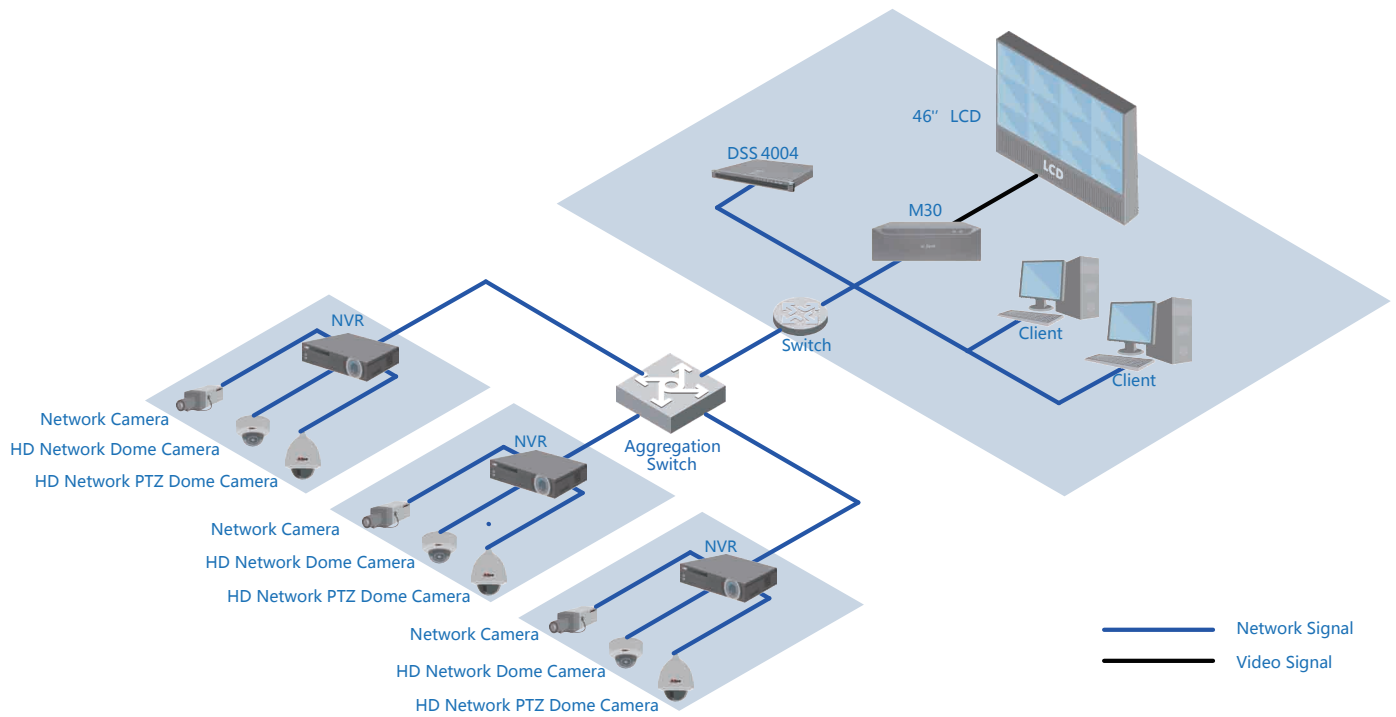 46'' LCD
DSS 4004
LCD
M30
Client
Client
Switch
NVR
Network Camera
HD Network Dome Camera
HD Network PTZ Dome Camera
Aggregation
Switch
NVR
Network Camera
HD Network Dome Camera
HD Network PTZ Dome Camera
NVR
Network Camera
HD Network Dome Camera
HD Network PTZ Dome Camera
Network Signal
Video Signal